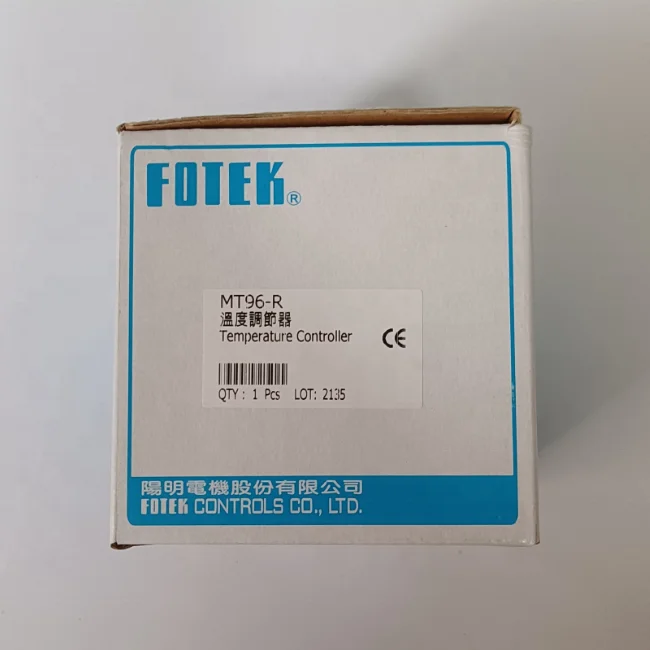 FOTEK®
MT96-R
溫度調節器
Temperature Controller
CE
QTY: 1 Pcs LOT: 2135
陽明電機股份有限公司
FOTEK CONTROLS CO., LTD.